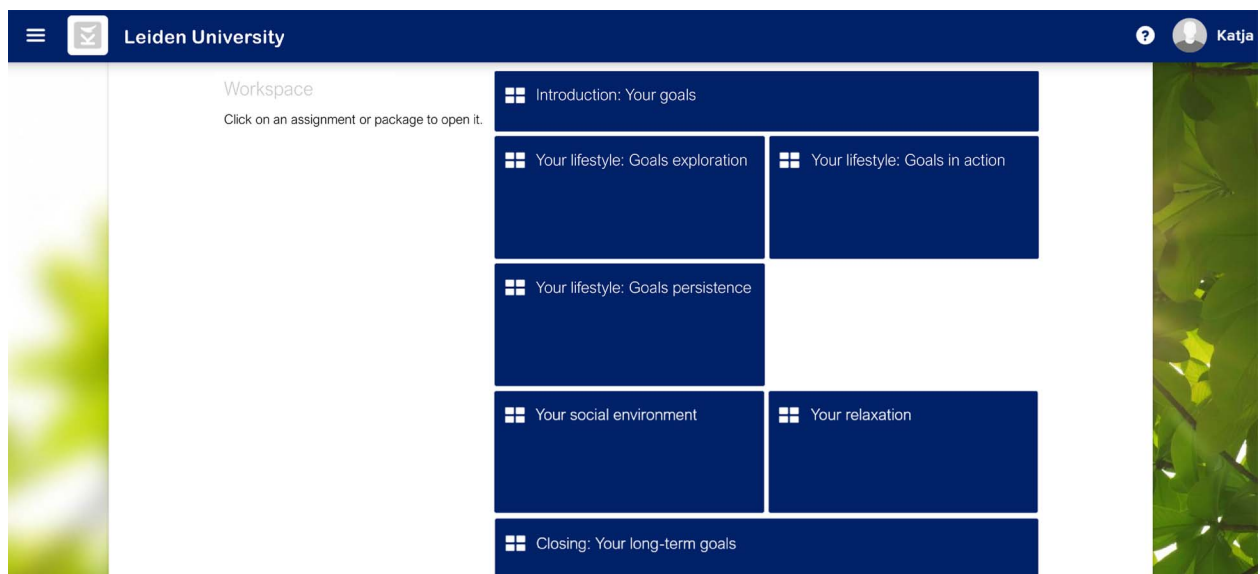 Leiden University
?
Katja
Workspace
Click on an assignment or package to open it.
Introduction: Your goals
Your lifestyle: Goals exploration
Your lifestyle: Goals in action
Your lifestyle: Goals persistence
Your social environment
Your relaxation
Closing: Your long-term goals